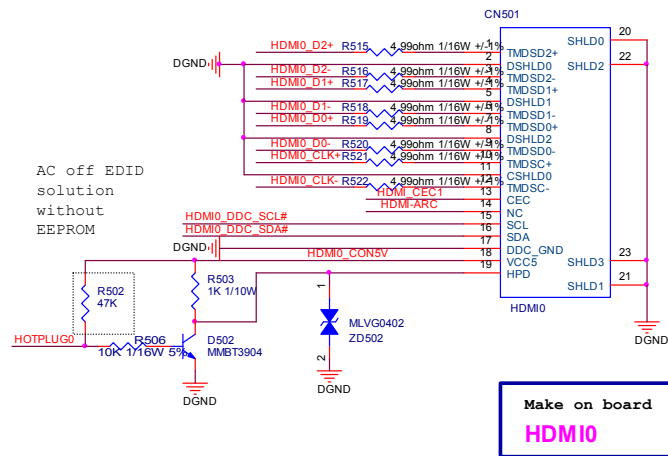 CN501
1
HDMI0_D2+ R515 4.99ohm 1/16W +/-1% TMDSD2+
SHLD0 20
2 DSHLD0
SHLD2 22
DGND
3
HDMI0_D2- R516 4.99ohm 1/16W +/-1% TMDSD2-
4
HDMI0_D1+ R517 4.99ohm 1/16W +/-1% TMDSD1+
5 DSHLD1
6
HDMI0_D1- R518 4.99ohm 1/16W +/-1% TMDSD1-
7
HDMI0_D0+ R519 4.99ohm 1/16W +/-1% TMDSD0+
8 DSHLD2
9
HDMI0_D0- R520 4.99ohm 1/16W +/-1% TMDSD0-
10
HDMI0_CLK+ R521 4.99ohm 1/16W +/-1% TMDSC+
11 CSHLD0
12
HDMI0_CLK- R522 4.99ohm 1/16W +/-1% TMDSC-
HDMI_CEC1 13 CEC
HDMI-ARC 14 NC
HDMI0_DDC_SCL# 15 SCL
HDMI0_DDC_SDA# 16 SDA
DGND 17 DDC_GND
HDMI0_CON5V 18 VCC5
23 SHLD3
19 HPD
21 SHLD1
HDMI0
DGND
AC off EDID
solution
without
EEPROM
R502
47K
R503
1K 1/10W
HOTPLUG0
R506
10K 1/16W 5%
D502
MMBT3904
DGND
1
MLVG0402
ZD502
2
DGND
Make on board
HDMI0